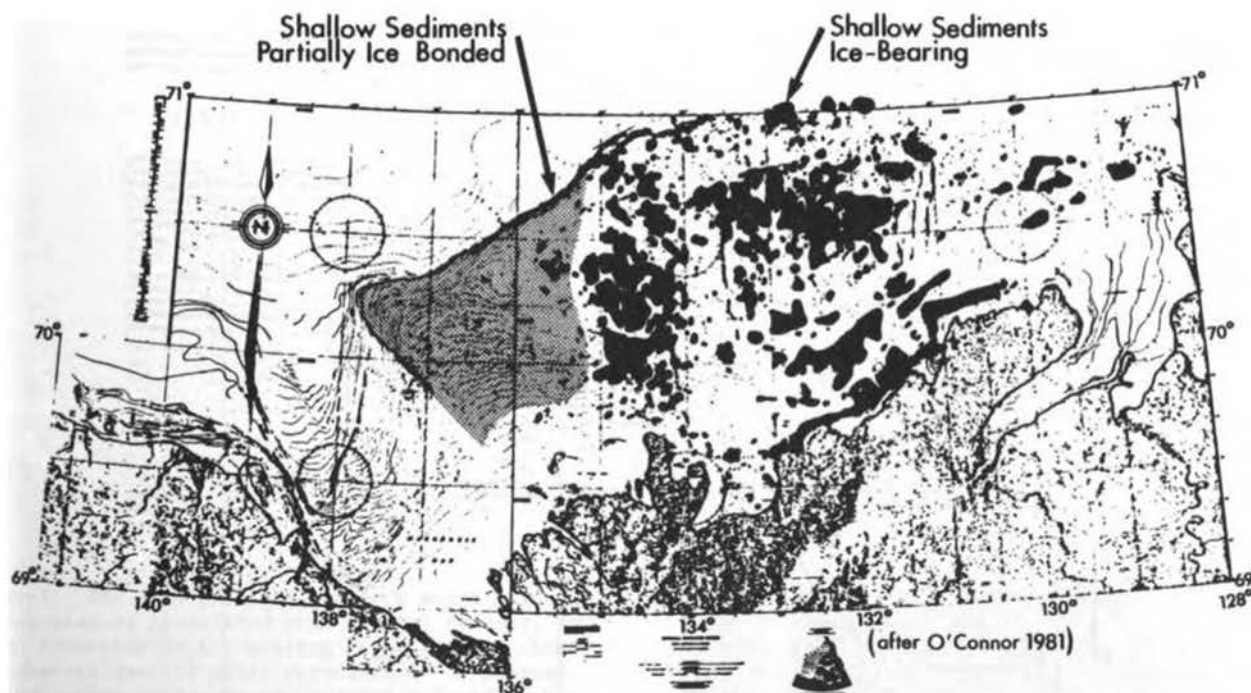 Shallow Sediments
Partially Ice Bonded
Shallow Sediments
Ice-Bearing
71°
71°
N
70°
70°
69°
69°
140°
138°
136°
134°
132°
130°
128°
(after O'Connor 1981)